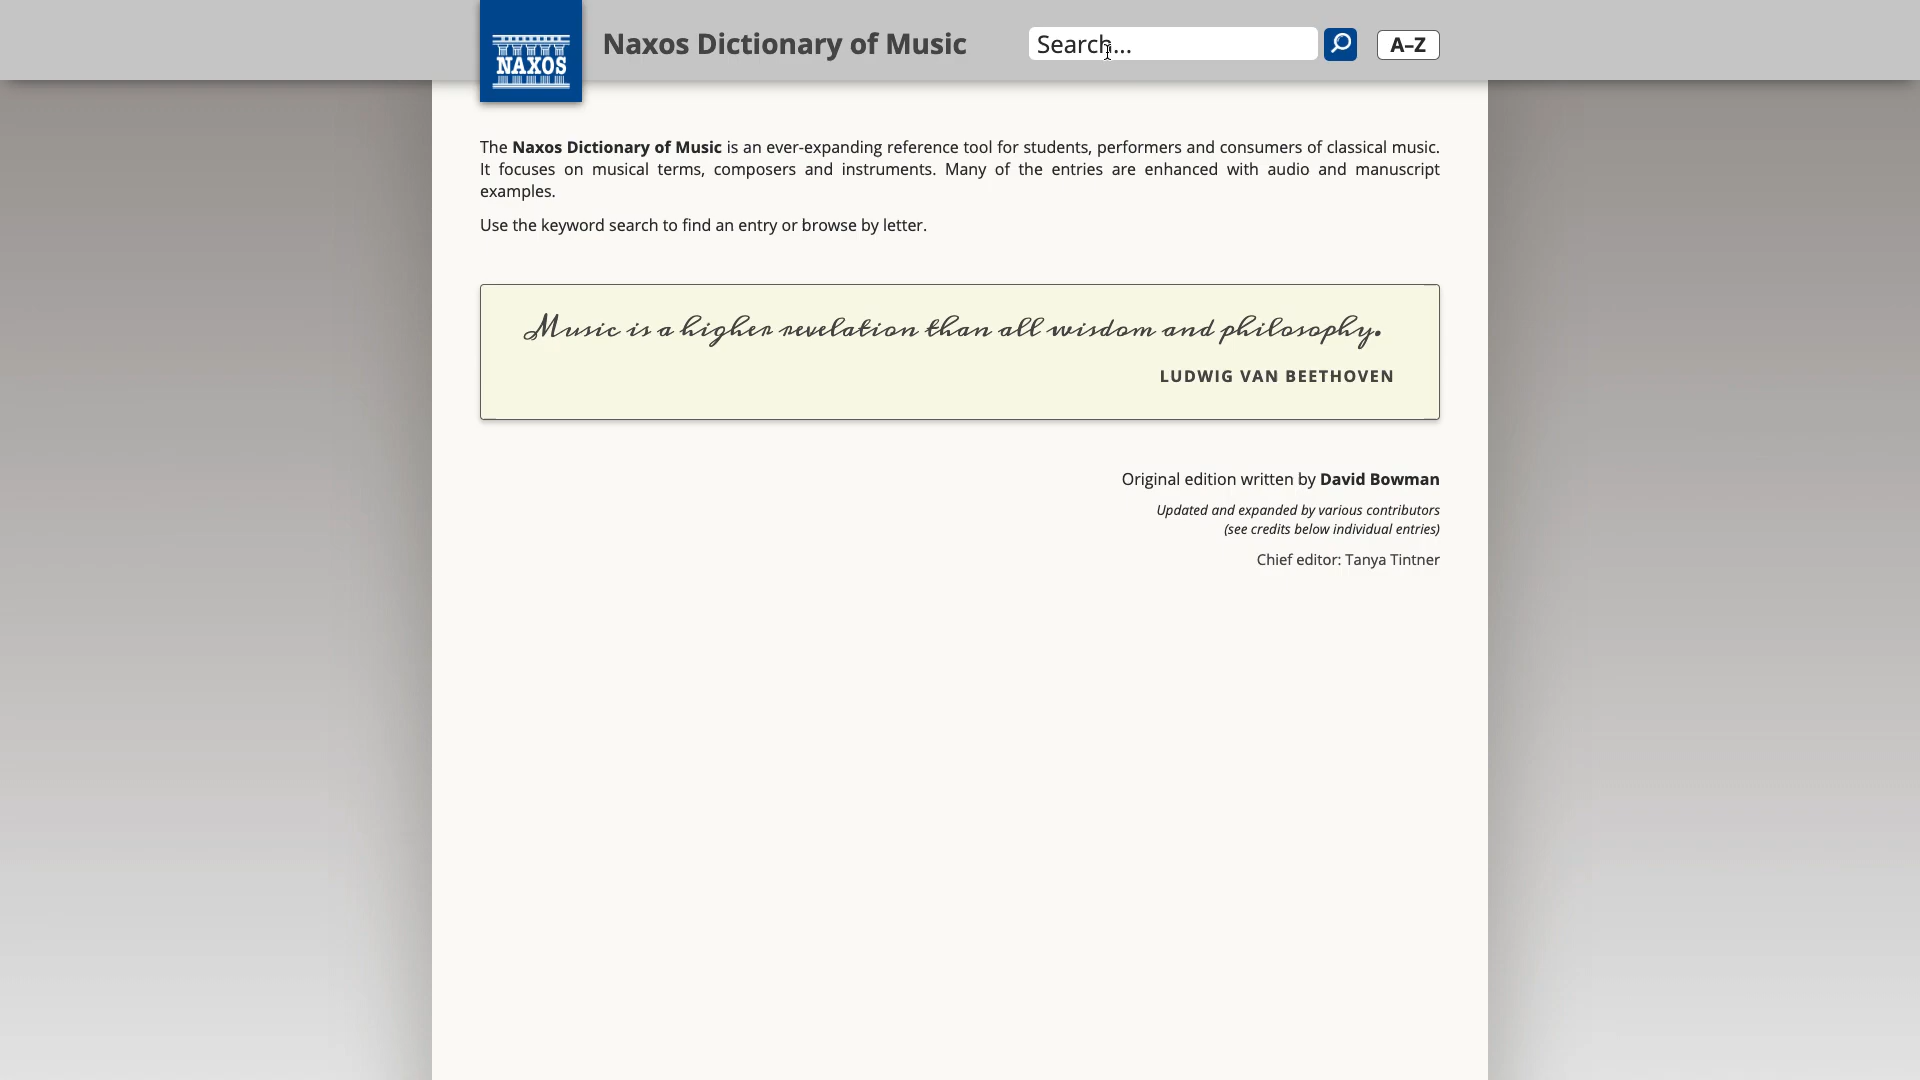 NAXOS
Naxos Dictionary of Music
Search...
A–Z
The Naxos Dictionary of Music is an ever-expanding reference tool for students, performers and consumers of classical music.
It focuses on musical terms, composers and instruments. Many of the entries are enhanced with audio and manuscript
examples.
Use the keyword search to find an entry or browse by letter.
Music is a higher revelation than all wisdom and philosophy.
LUDWIG VAN BEETHOVEN
Original edition written by David Bowman
Updated and expanded by various contributors
(see credits below individual entries)
Chief editor: Tanya Tintner